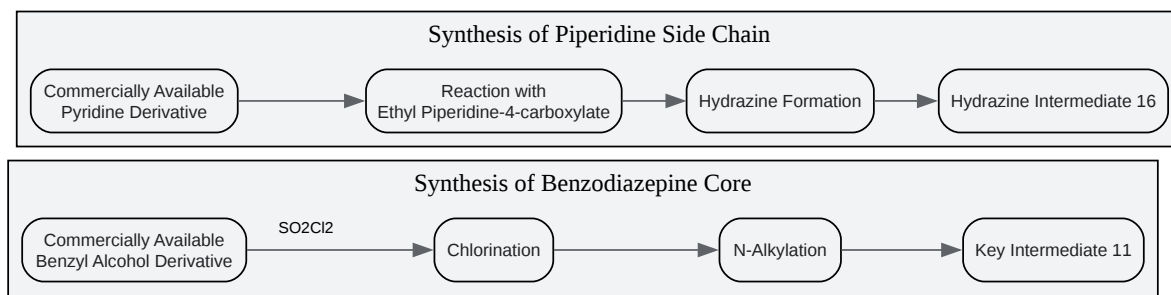 Synthesis of Piperidine Side Chain
Commercially Available
Pyridine Derivative
Reaction with
Ethyl Piperidine-4-carboxylate
Hydrazine Formation
Hydrazine Intermediate 16
Synthesis of Benzodiazepine Core
Commercially Available
Benzyl Alcohol Derivative
SO2Cl2
Chlorination
N-Alkylation
Key Intermediate 11